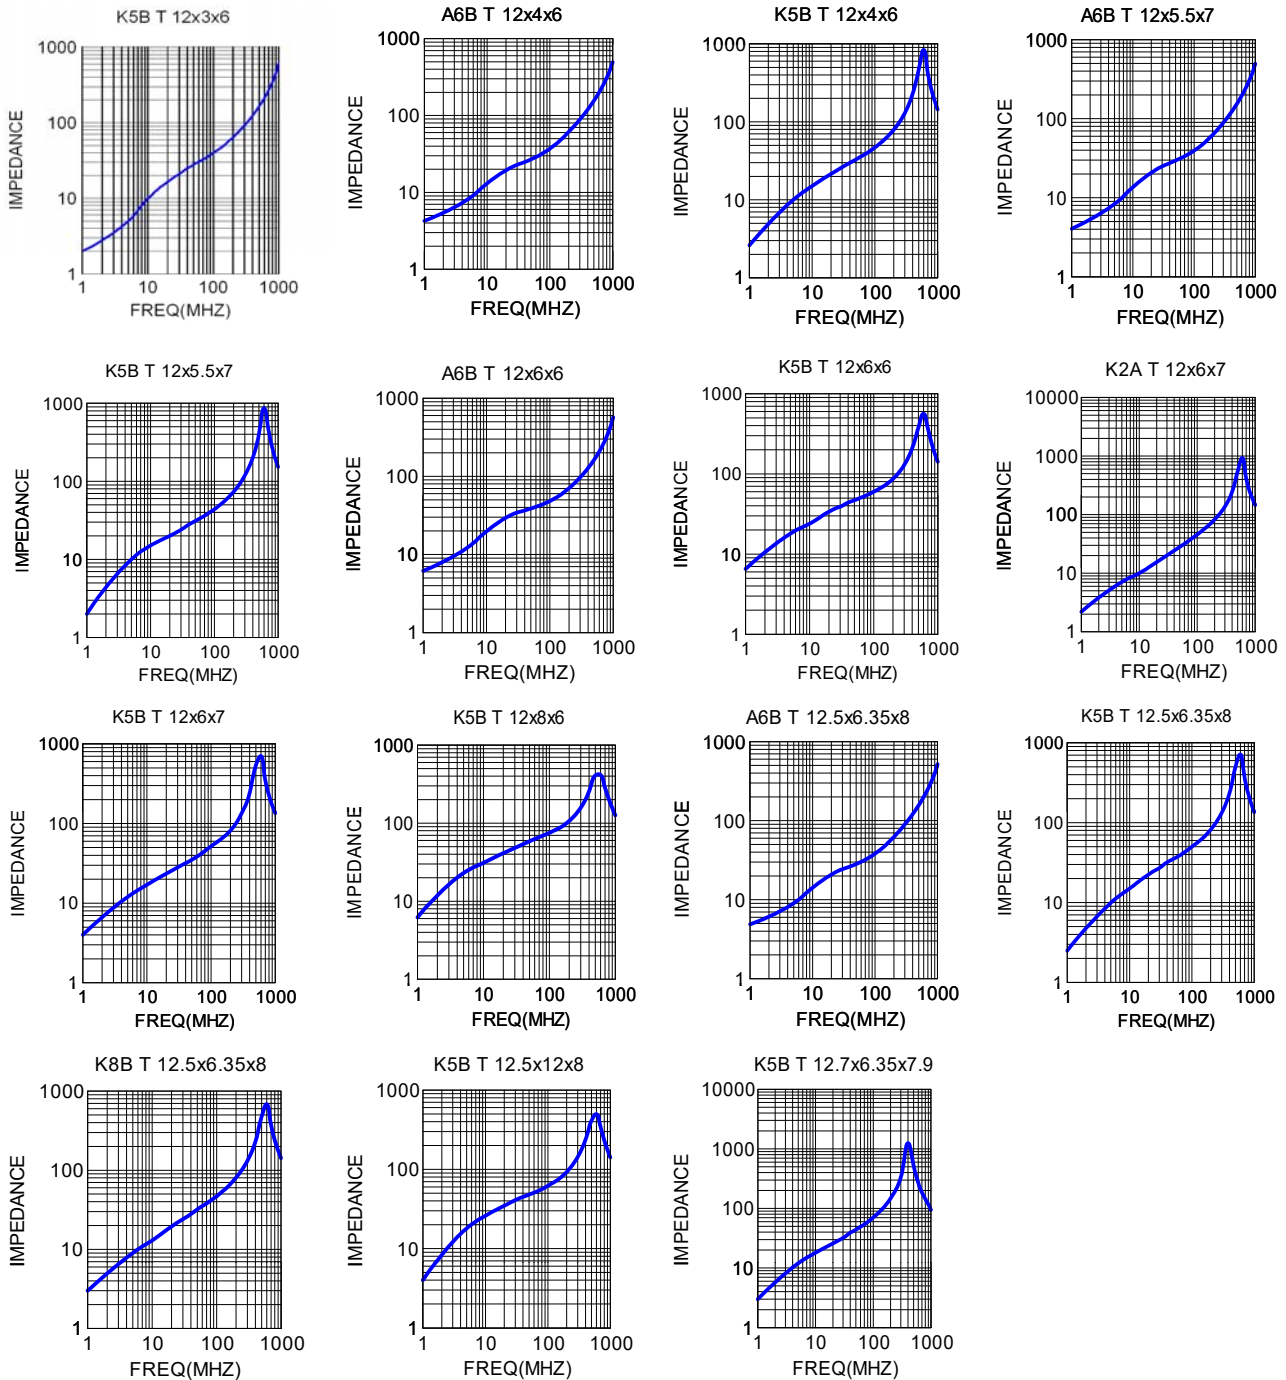 K5B T 12x3x6
1000
100
10
1
1 10 100 1000
IMPEDANCE
FREQ(MHZ)
A6B T 12x4x6
1000
100
10
1
1 10 100 1000
IMPEDANCE
FREQ(MHZ)
K5B T 12x4x6
1000
100
10
1
1 10 100 1000
IMPEDANCE
FREQ(MHZ)
A6B T 12x5.5x7
1000
100
10
1
1 10 100 1000
IMPEDANCE
FREQ(MHZ)
K5B T 12x5.5x7
1000
100
10
1
1 10 100 1000
IMPEDANCE
FREQ(MHZ)
A6B T 12x6x6
1000
100
10
1
1 10 100 1000
IMPEDANCE
FREQ(MHZ)
K5B T 12x6x6
1000
100
10
1
1 10 100 1000
IMPEDANCE
FREQ(MHZ)
K2A T 12x6x7
10000
1000
100
10
1
1 10 100 1000
IMPEDANCE
FREQ(MHZ)
K5B T 12x6x7
1000
100
10
1
1 10 100 1000
IMPEDANCE
FREQ(MHZ)
K5B T 12x8x6
1000
100
10
1
1 10 100 1000
IMPEDANCE
FREQ(MHZ)
A6B T 12.5x6.35x8
1000
100
10
1
1 10 100 1000
IMPEDANCE
FREQ(MHZ)
K5B T 12.5x6.35x8
1000
100
10
1
1 10 100 1000
IMPEDANCE
FREQ(MHZ)
K8B T 12.5x6.35x8
1000
100
10
1
1 10 100 1000
IMPEDANCE
FREQ(MHZ)
K5B T 12.5x12x8
1000
100
10
1
1 10 100 1000
IMPEDANCE
FREQ(MHZ)
K5B T 12.7x6.35x7.9
10000
1000
100
10
1
1 10 100 1000
IMPEDANCE
FREQ(MHZ)